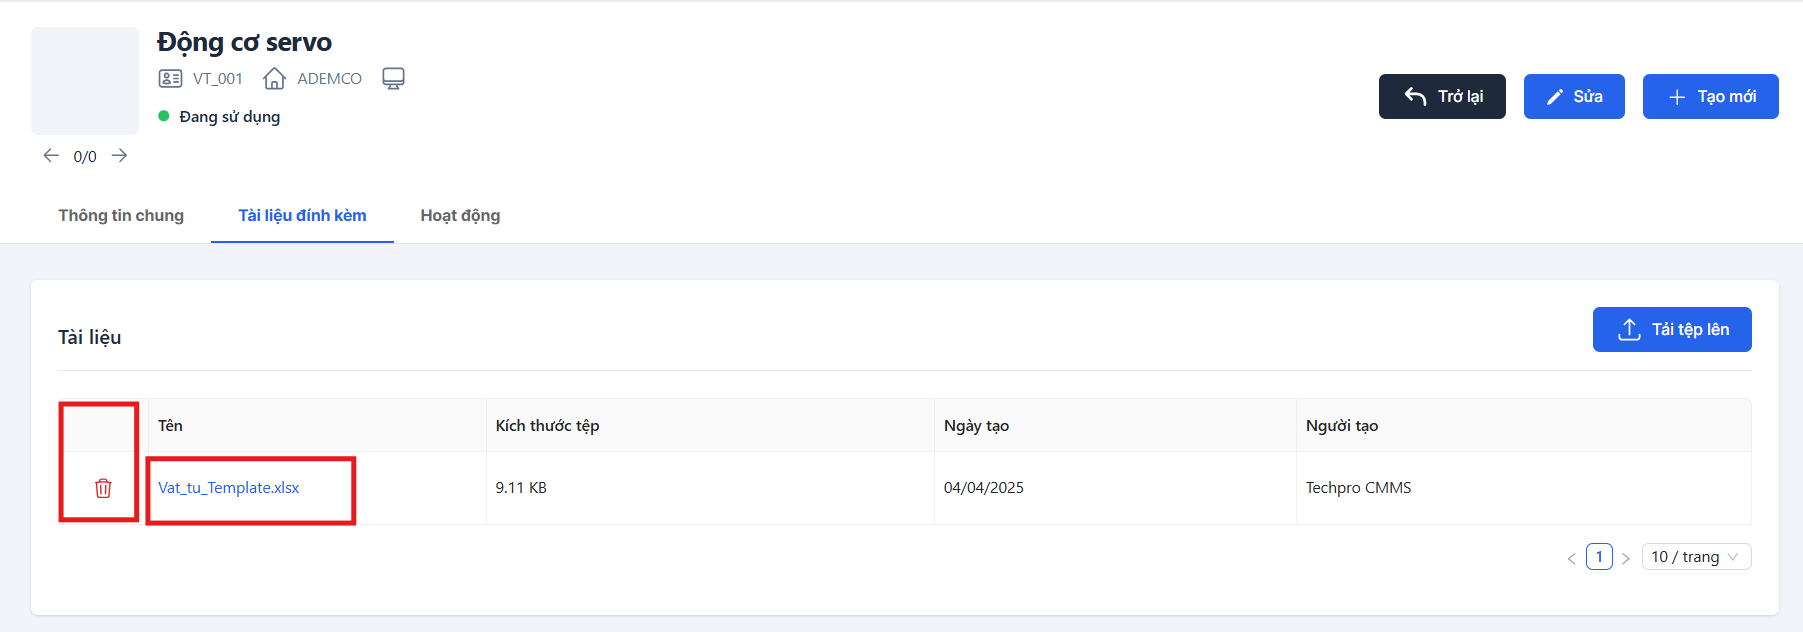 Động cơ servo
VT_001 ADEMCO
Đang sử dụng
0/0
Trở lại
Sửa
Tạo mới
Thông tin chung
Tài liệu đính kèm
Hoạt động
Tài liệu
Tải tệp lên
Tên Kích thước tệp Ngày tạo Người tạo
Vat_tu_Template.xlsx 9.11 KB 04/04/2025 Techpro CMMS
< 1 > 10 / trang